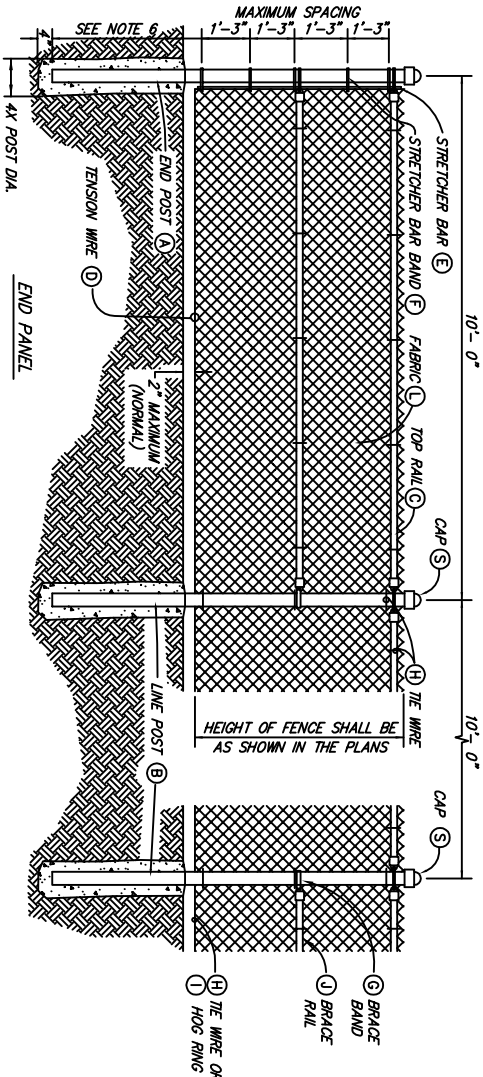 MAXIMUM SPACING
1'-3" 1'-3" 1'-3" 1'-3"
SEE NOTE 6
4"
4X POST DIA.
STRETCHER BAR E
STRETCHER BAR BAND F
FABRIC L
TOP RAIL C
CAP S
10'- 0"
10'- 0"
CAP S
H TIE WIRE
END POST A
TENSION WIRE D
2" MAXIMUM
(NORMAL)
LINE POST B
HEIGHT OF FENCE SHALL BE
AS SHOWN IN THE PLANS
G BRACE
BAND
J BRACE
RAIL
H TIE WIRE OR
I HOG RING
END PANEL